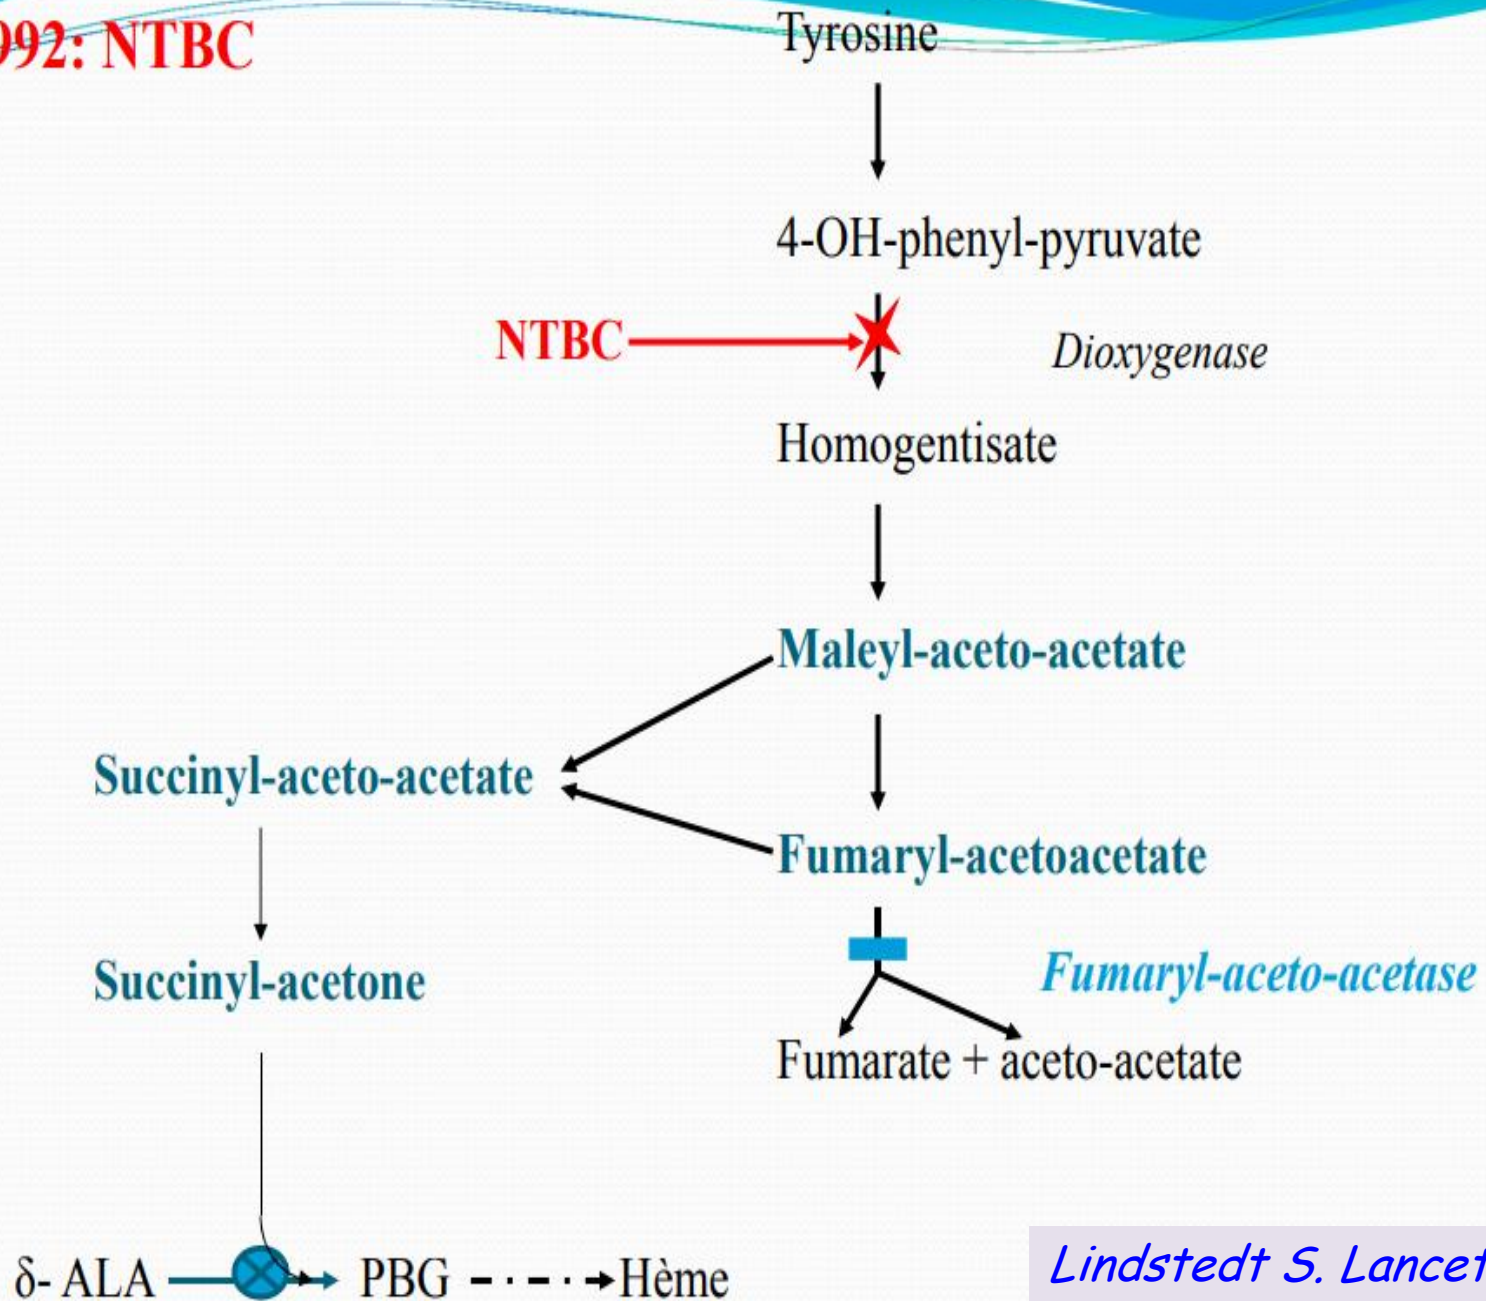 992: NTBC
Tyrosine
4-OH-phenyl-pyruvate
NTBC
Dioxygenase
Homogentisate
Maleyl-aceto-acetate
Succinyl-aceto-acetate
Fumaryl-acetoacetate
Succinyl-acetone
Fumaryl-aceto-acetase
Fumarate + aceto-acetate
δ- ALA PBG Hème
Lindstedt S. Lancet